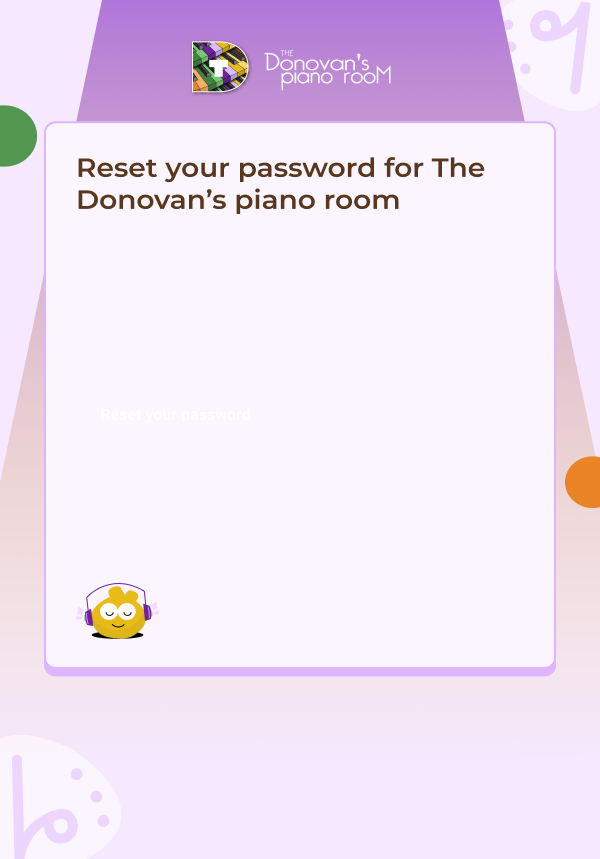 THE
Donovan's
piano rooM
Reset your password for The
Donovan’s piano room
Reset your password